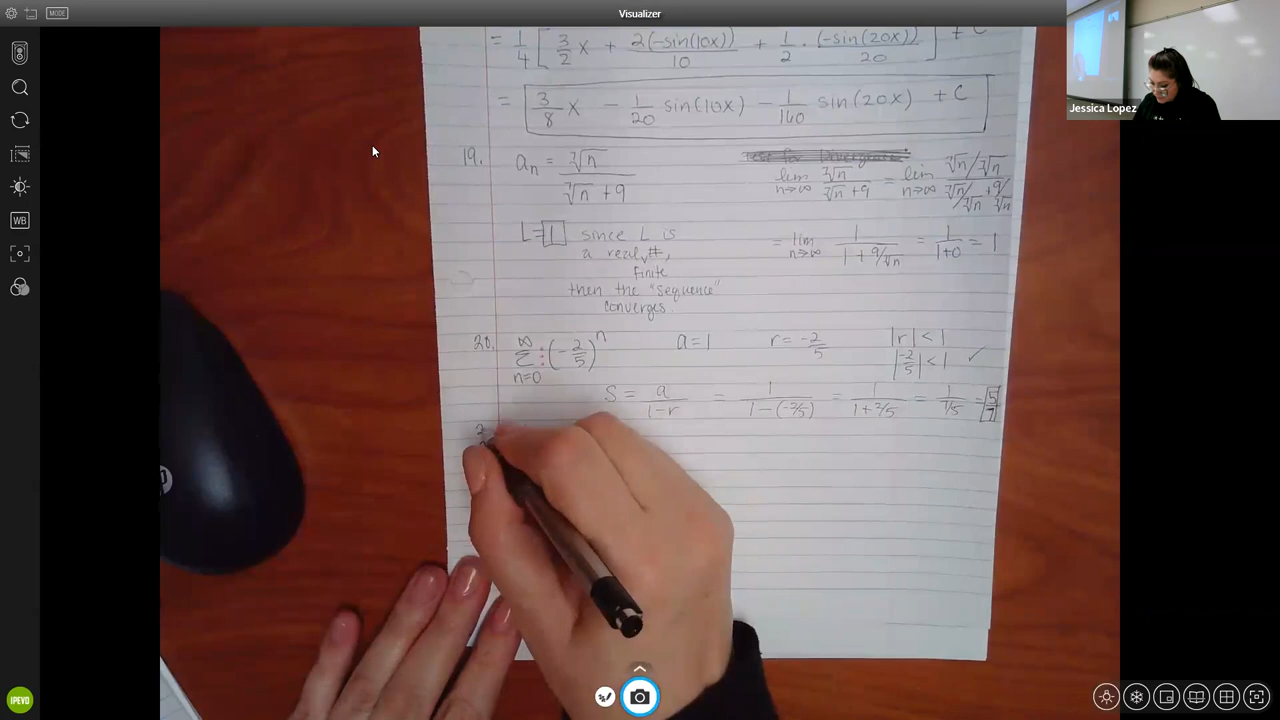 MODE
Visualizer
Jessica Lopez
= 1/4 [ 3/2 x + 2(-sin(10x))/10 + 1/2 · (-sin(20x))/20 ] + C
= 3/8 x - 1/20 sin(10x) - 1/160 sin(20x) + C
19. aₙ = ∛n / (∛n + 9)
lim n→∞ ∛n / (∛n + 9) = lim n→∞ (∛n/∛n) / (∛n/∛n + 9/∛n)
L = 1 since L is
a real #,
finite
then the "sequence"
converges.
= lim n→∞ 1 / (1 + 9/∛n) = 1/(1+0) = 1
20. ∞ Σ n=0 (-2/5)ⁿ a = 1 r = -2/5 |r| < 1
|-2/5| < 1 ✓
S = a/(1-r) = 1/(1-(-2/5)) = 1/(1+2/5) = 1/(7/5) = 5/7
2
IPEVO